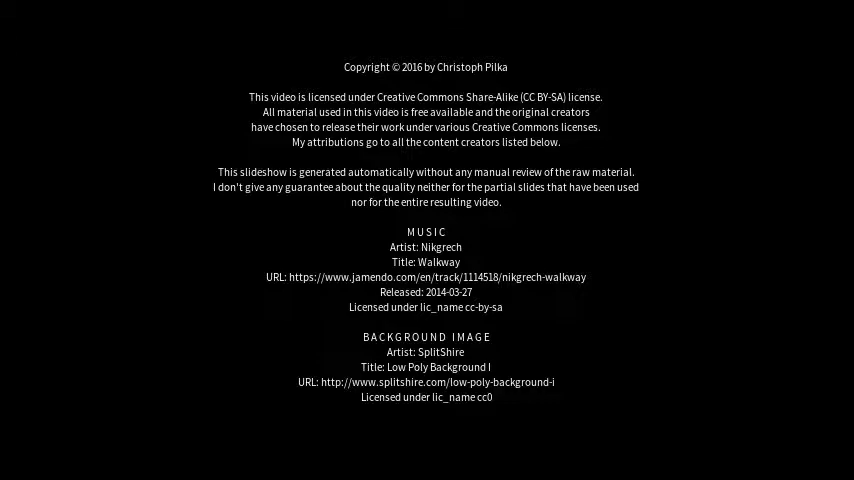 Copyright © 2016 by Christoph Pilka
This video is licensed under Creative Commons Share-Alike (CC BY-SA) license.
All material used in this video is free available and the original creators
have chosen to release their work under various Creative Commons licenses.
My attributions go to all the content creators listed below.
This slideshow is generated automatically without any manual review of the raw material.
I don't give any guarantee about the quality neither for the partial slides that have been used
nor for the entire resulting video.
MUSIC
Artist: Nikgrech
Title: Walkway
URL: https://www.jamendo.com/en/track/1114518/nikgrech-walkway
Released: 2014-03-27
Licensed under lic_name cc-by-sa
BACKGROUND IMAGE
Artist: SplitShire
Title: Low Poly Background I
URL: http://www.splitshire.com/low-poly-background-i
Licensed under lic_name cc0